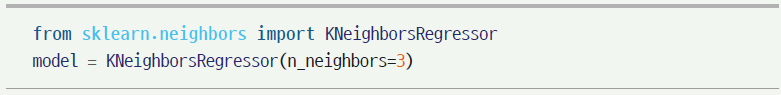 from sklearn.neighbors import KNeighborsRegressor
model = KNeighborsRegressor(n_neighbors=3)